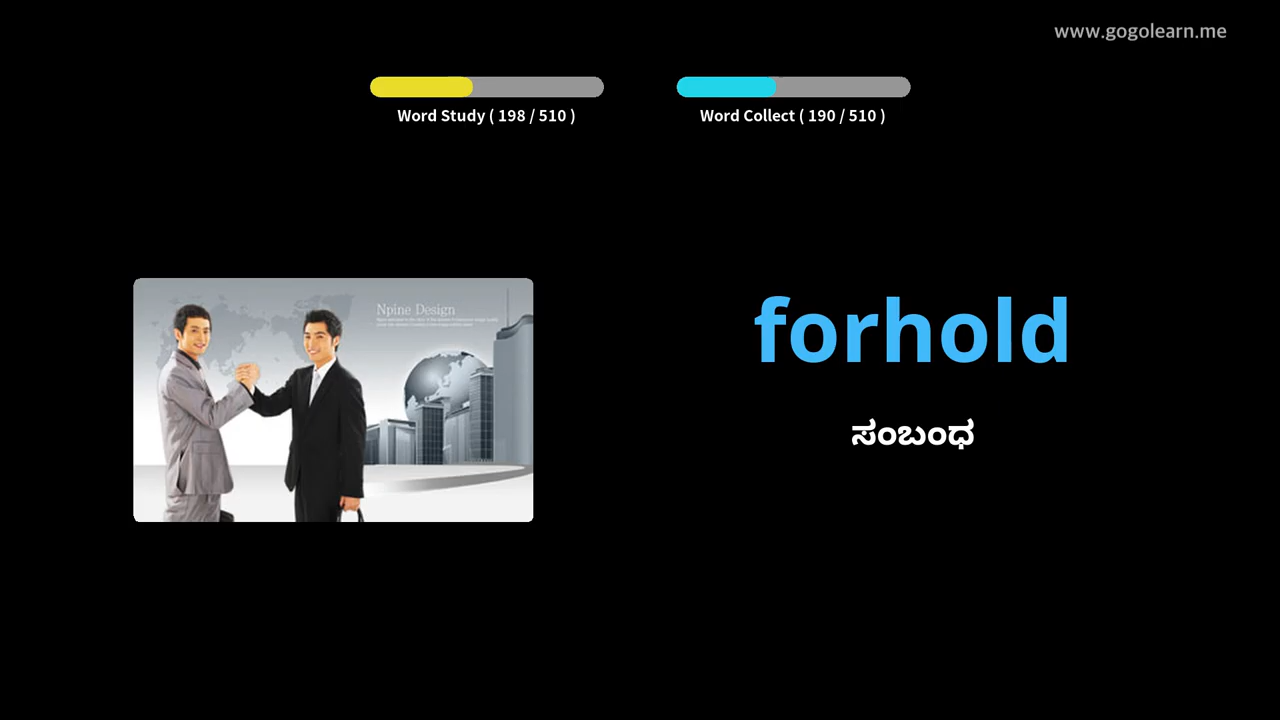 www.gogolearn.me
Word Study ( 198 / 510 )
Word Collect ( 190 / 510 )
Npine Design
forhold
ಸಂಬಂಧ